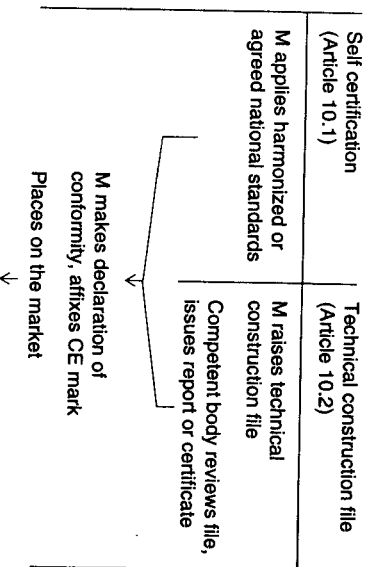 Self certification
(Article 10.1)
Technical construction file
(Article 10.2)
M applies harmonized or
agreed national standards
M raises technical
construction file
Competent body reviews file,
issues report or certificate
M makes declaration of
conformity, affixes CE mark
Places on the market